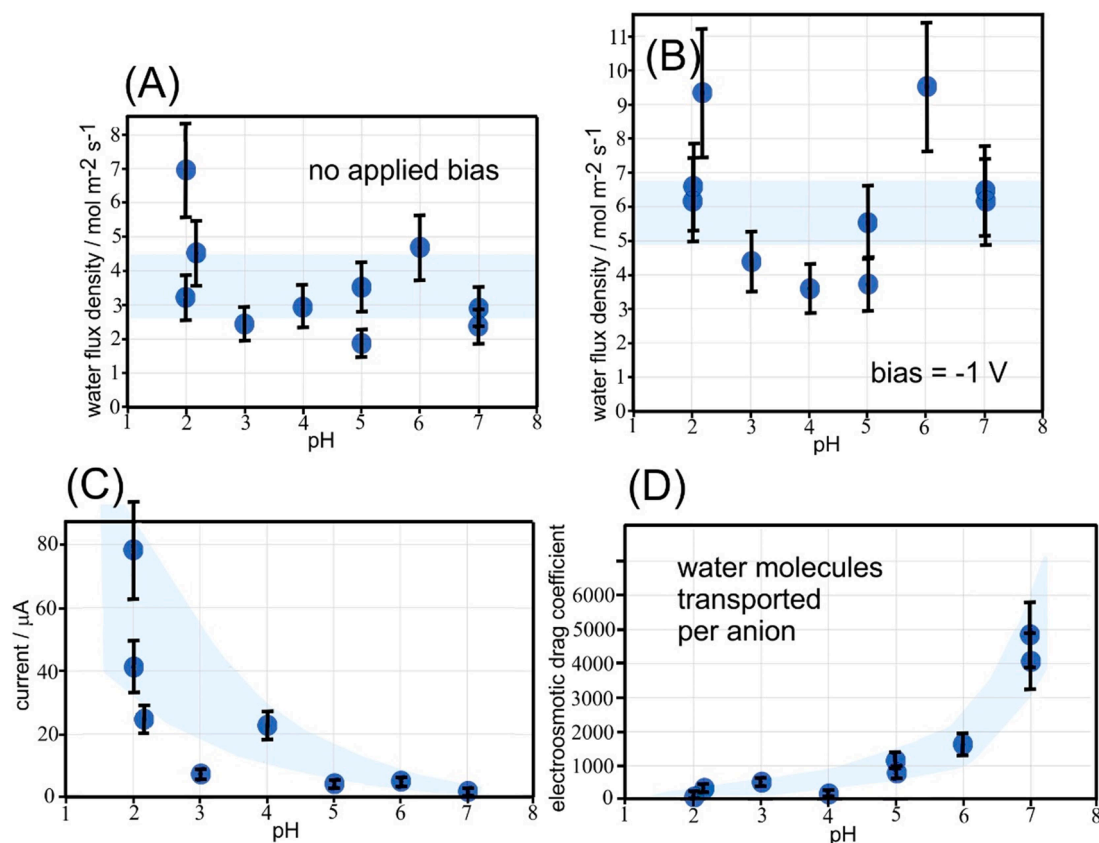 (A)
no applied bias
water flux density / mol m-2 s-1
8
7
6
5
4
3
2
1
0
1 2 3 4 5 6 7 8
pH
(B)
bias = -1 V
water flux density / mol m-2 s-1
11
10
9
8
7
6
5
4
3
2
1
0
1 2 3 4 5 6 7 8
pH
(C)
current / µA
80
60
40
20
0
1 2 3 4 5 6 7 8
pH
(D)
water molecules
transported
per anion
electroosmotic drag coefficient
6000
5000
4000
3000
2000
1000
0
1 2 3 4 5 6 7 8
pH